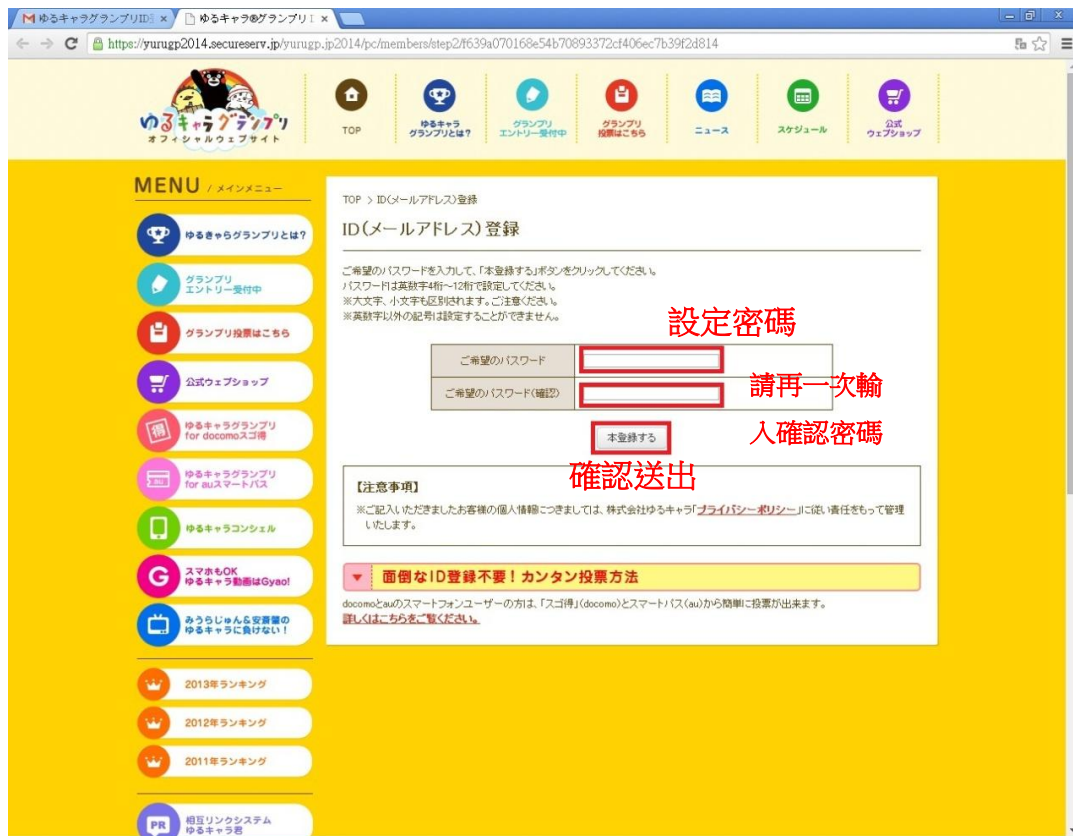 ゆるキャラグランプリID
ゆるキャラ®グランプリ I
https://yurugp2014.secureserv.jp/yurugp.jp2014/pc/members/step2/f639a070168e54b70893372cf406ec7b39f2d814
ゆるキャラグランプリ
オフィシャルウェブサイト
TOP
ゆるキャラ
グランプリとは?
グランプリ
エントリー受付中
グランプリ
投票はこちら
ニュース
スケジュール
公式
ウェブショップ
MENU / メインメニュー
ゆるきゃらグランプリとは?
グランプリ
エントリー受付中
グランプリ投票はこちら
公式ウェブショップ
得
ゆるキャラグランプリ
for docomoスゴ得
au
ゆるキャラグランプリ
for auスマートパス
ゆるキャラコンシェル
G
スマホもOK
ゆるキャラ動画はGyao!
みうらじゅん&安齋肇の
ゆるキャラに負けない!
2013年ランキング
2012年ランキング
2011年ランキング
PR
相互リンクシステム
ゆるキャラ君
TOP > ID(メールアドレス)登録
ID(メールアドレス)登録
ご希望のパスワードを入力して、「本登録する」ボタンをクリックしてください。
パスワードは英数字4桁~12桁で設定してください。
※大文字、小文字も区別されます。ご注意ください。
※英数字以外の記号は設定することができません。
設定密碼
ご希望のパスワード
ご希望のパスワード(確認)
請再一次輸
入確認密碼
本登録する
確認送出
【注意事項】
※ご記入いただきましたお客様の個人情報につきましては、株式会社ゆるキャラ「プライバシーポリシー」に従い責任をもって管理
いたします。
面倒なID登録不要!カンタン投票方法
docomoとauのスマートフォンユーザーの方は、「スゴ得」(docomo)とスマートパス(au)から簡単に投票が出来ます。
詳しくはこちらをご覧ください。